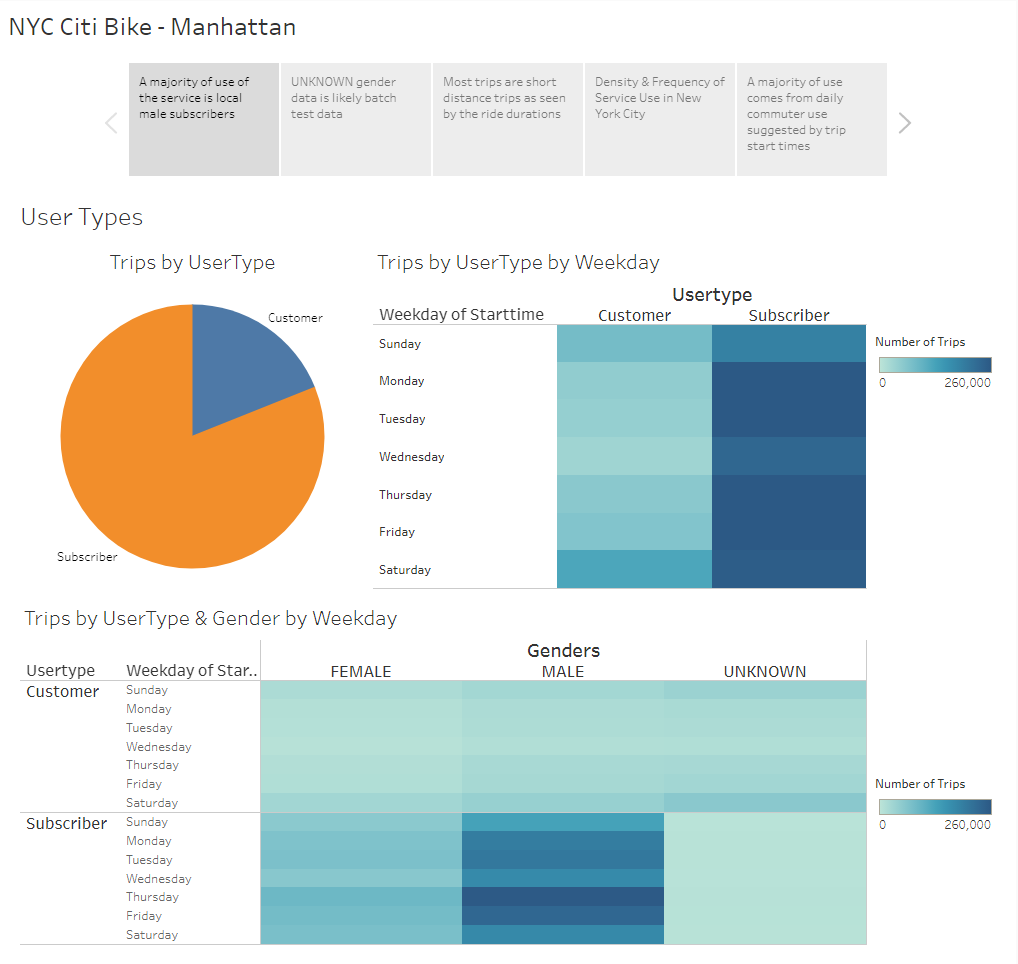 NYC Citi Bike - Manhattan
A majority of use of
the service is local
male subscribers
UNKNOWN gender
data is likely batch
test data
Most trips are short
distance trips as seen
by the ride durations
Density & Frequency of
Service Use in New
York City
A majority of use
comes from daily
commuter use
suggested by trip
start times
User Types
Trips by UserType
Customer
Subscriber
Trips by UserType by Weekday
Usertype
Weekday of Starttime Customer Subscriber
Sunday
Monday
Tuesday
Wednesday
Thursday
Friday
Saturday
Number of Trips
0 260,000
Trips by UserType & Gender by Weekday
Genders
Usertype Weekday of Star.. FEMALE MALE UNKNOWN
Customer Sunday
Monday
Tuesday
Wednesday
Thursday
Friday
Saturday
Subscriber Sunday
Monday
Tuesday
Wednesday
Thursday
Friday
Saturday
Number of Trips
0 260,000